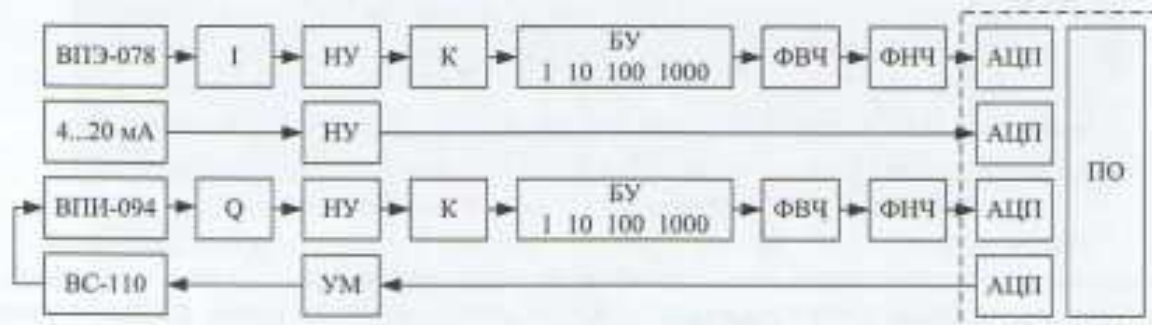 ВПЭ-078 I НУ К БУ ФВЧ ФНЧ АЦП
1 10 100 1000
4...20 мА НУ АЦП
ПО
ВПИ-094 Q НУ К БУ ФВЧ ФНЧ АЦП
1 10 100 1000
ВС-110 УМ АЦП